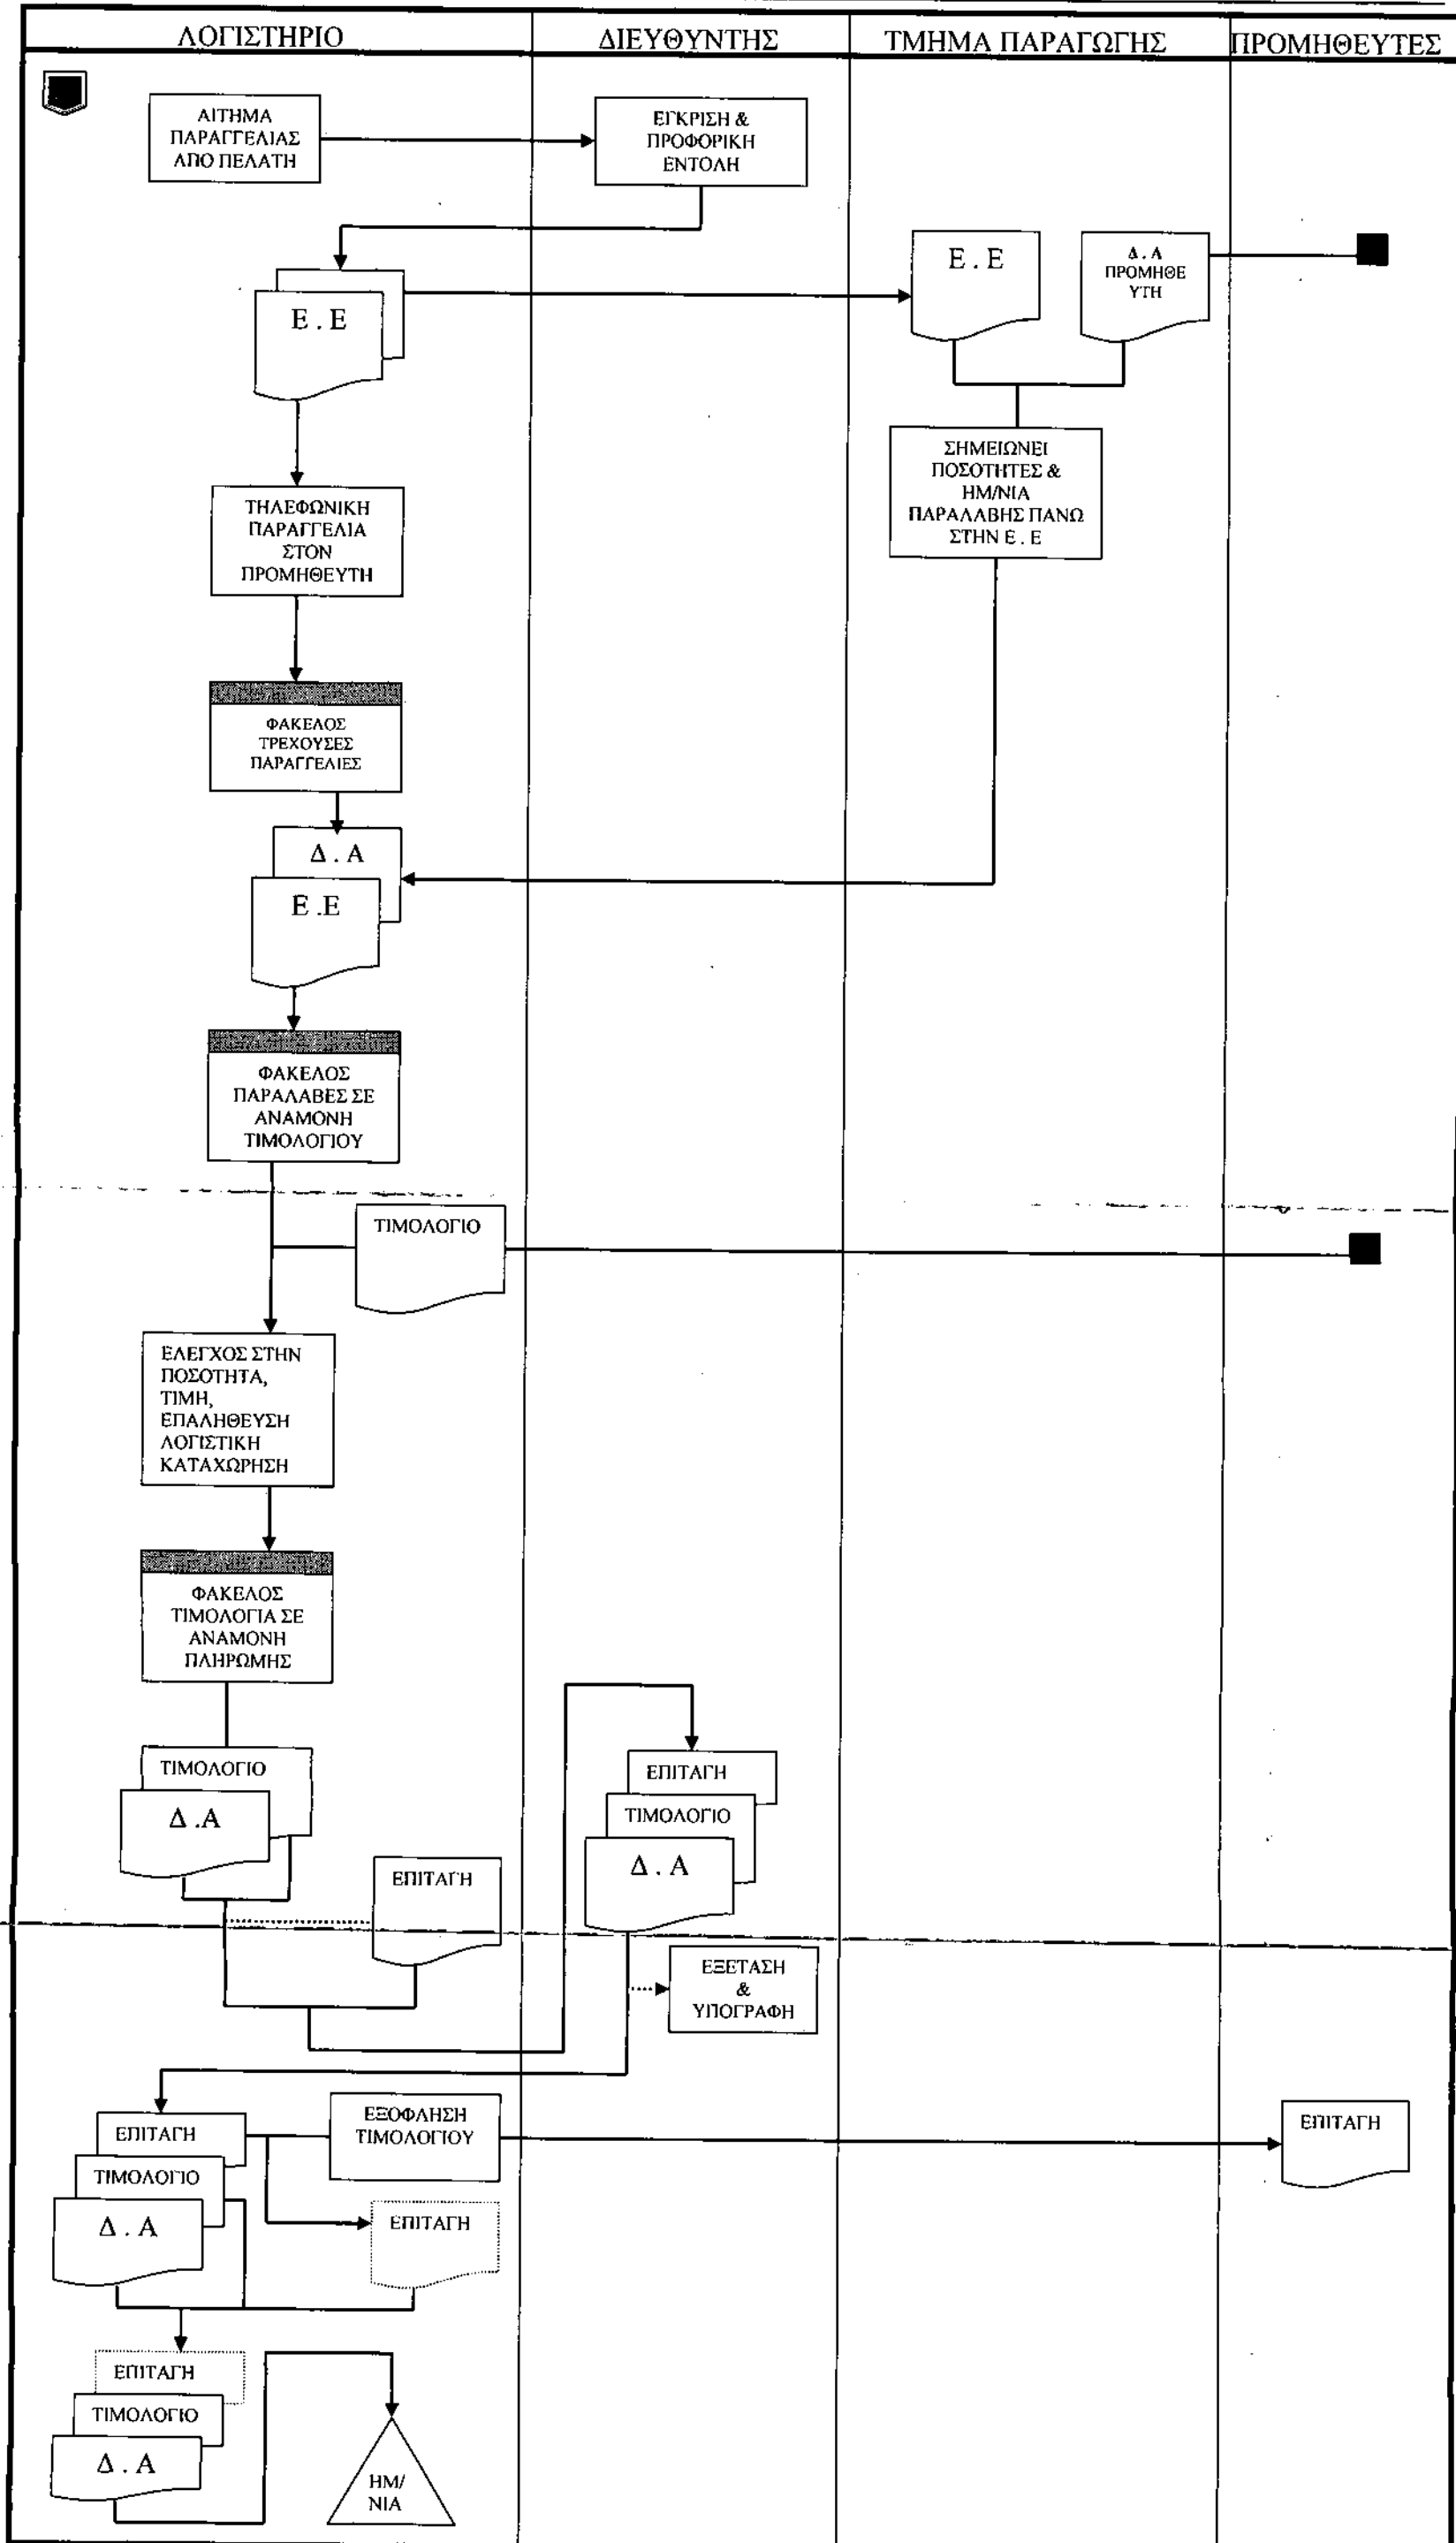 ΛΟΓΙΣΤΗΡΙΟ
ΔΙΕΥΘΥΝΤΗΣ
ΤΜΗΜΑ ΠΑΡΑΓΩΓΗΣ
ΠΡΟΜΗΘΕΥΤΕΣ
ΑΙΤΗΜΑ
ΠΑΡΑΓΓΕΛΙΑΣ
ΑΠΟ ΠΕΛΑΤΗ
ΕΓΚΡΙΣΗ &
ΠΡΟΦΟΡΙΚΗ
ΕΝΤΟΛΗ
Ε . Ε
Ε . Ε
Δ . Α
ΠΡΟΜΗΘΕ
ΥΤΗ
ΣΗΜΕΙΩΝΕΙ
ΠΟΣΟΤΗΤΕΣ &
ΗΜ/ΝΙΑ
ΠΑΡΑΛΑΒΗΣ ΠΑΝΩ
ΣΤΗΝ Ε . Ε
ΤΗΛΕΦΩΝΙΚΗ
ΠΑΡΑΓΓΕΛΙΑ
ΣΤΟΝ
ΠΡΟΜΗΘΕΥΤΗ
ΦΑΚΕΛΟΣ
ΤΡΕΧΟΥΣΕΣ
ΠΑΡΑΓΓΕΛΙΕΣ
Δ . Α
Ε .Ε
ΦΑΚΕΛΟΣ
ΠΑΡΑΛΑΒΕΣ ΣΕ
ΑΝΑΜΟΝΗ
ΤΙΜΟΛΟΓΙΟΥ
ΤΙΜΟΛΟΓΙΟ
ΕΛΕΓΧΟΣ ΣΤΗΝ
ΠΟΣΟΤΗΤΑ,
ΤΙΜΗ,
ΕΠΑΛΗΘΕΥΣΗ
ΛΟΓΙΣΤΙΚΗ
ΚΑΤΑΧΩΡΗΣΗ
ΦΑΚΕΛΟΣ
ΤΙΜΟΛΟΓΙΑ ΣΕ
ΑΝΑΜΟΝΗ
ΠΛΗΡΩΜΗΣ
ΤΙΜΟΛΟΓΙΟ
Δ .Α
ΕΠΙΤΑΓΗ
ΕΠΙΤΑΓΗ
ΤΙΜΟΛΟΓΙΟ
Δ . Α
ΕΞΕΤΑΣΗ
&
ΥΠΟΓΡΑΦΗ
ΕΠΙΤΑΓΗ
ΤΙΜΟΛΟΓΙΟ
Δ . Α
ΕΞΟΦΛΗΣΗ
ΤΙΜΟΛΟΓΙΟΥ
ΕΠΙΤΑΓΗ
ΕΠΙΤΑΓΗ
ΕΠΙΤΑΓΗ
ΤΙΜΟΛΟΓΙΟ
Δ . Α
ΗΜ/
ΝΙΑ